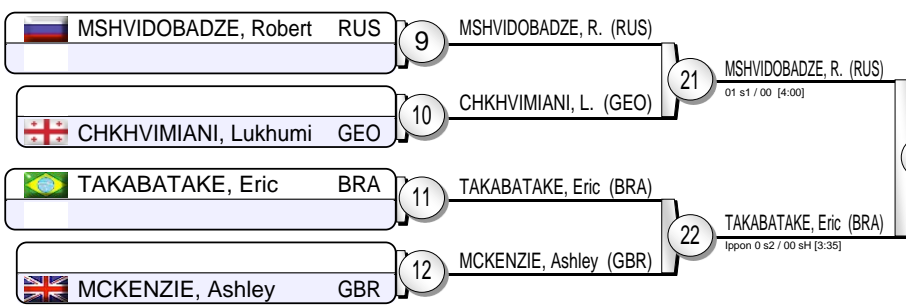 MSHVIDOBADZE, Robert RUS
9
MSHVIDOBADZE, R. (RUS)
21
MSHVIDOBADZE, R. (RUS)
01 s1 / 00 [4:00]
10
CHKHVIMIANI, L. (GEO)
CHKHVIMIANI, Lukhumi GEO
TAKABATAKE, Eric BRA
11
TAKABATAKE, Eric (BRA)
22
TAKABATAKE, Eric (BRA)
Ippon 0 s2 / 00 sH [3:35]
12
MCKENZIE, Ashley (GBR)
MCKENZIE, Ashley GBR